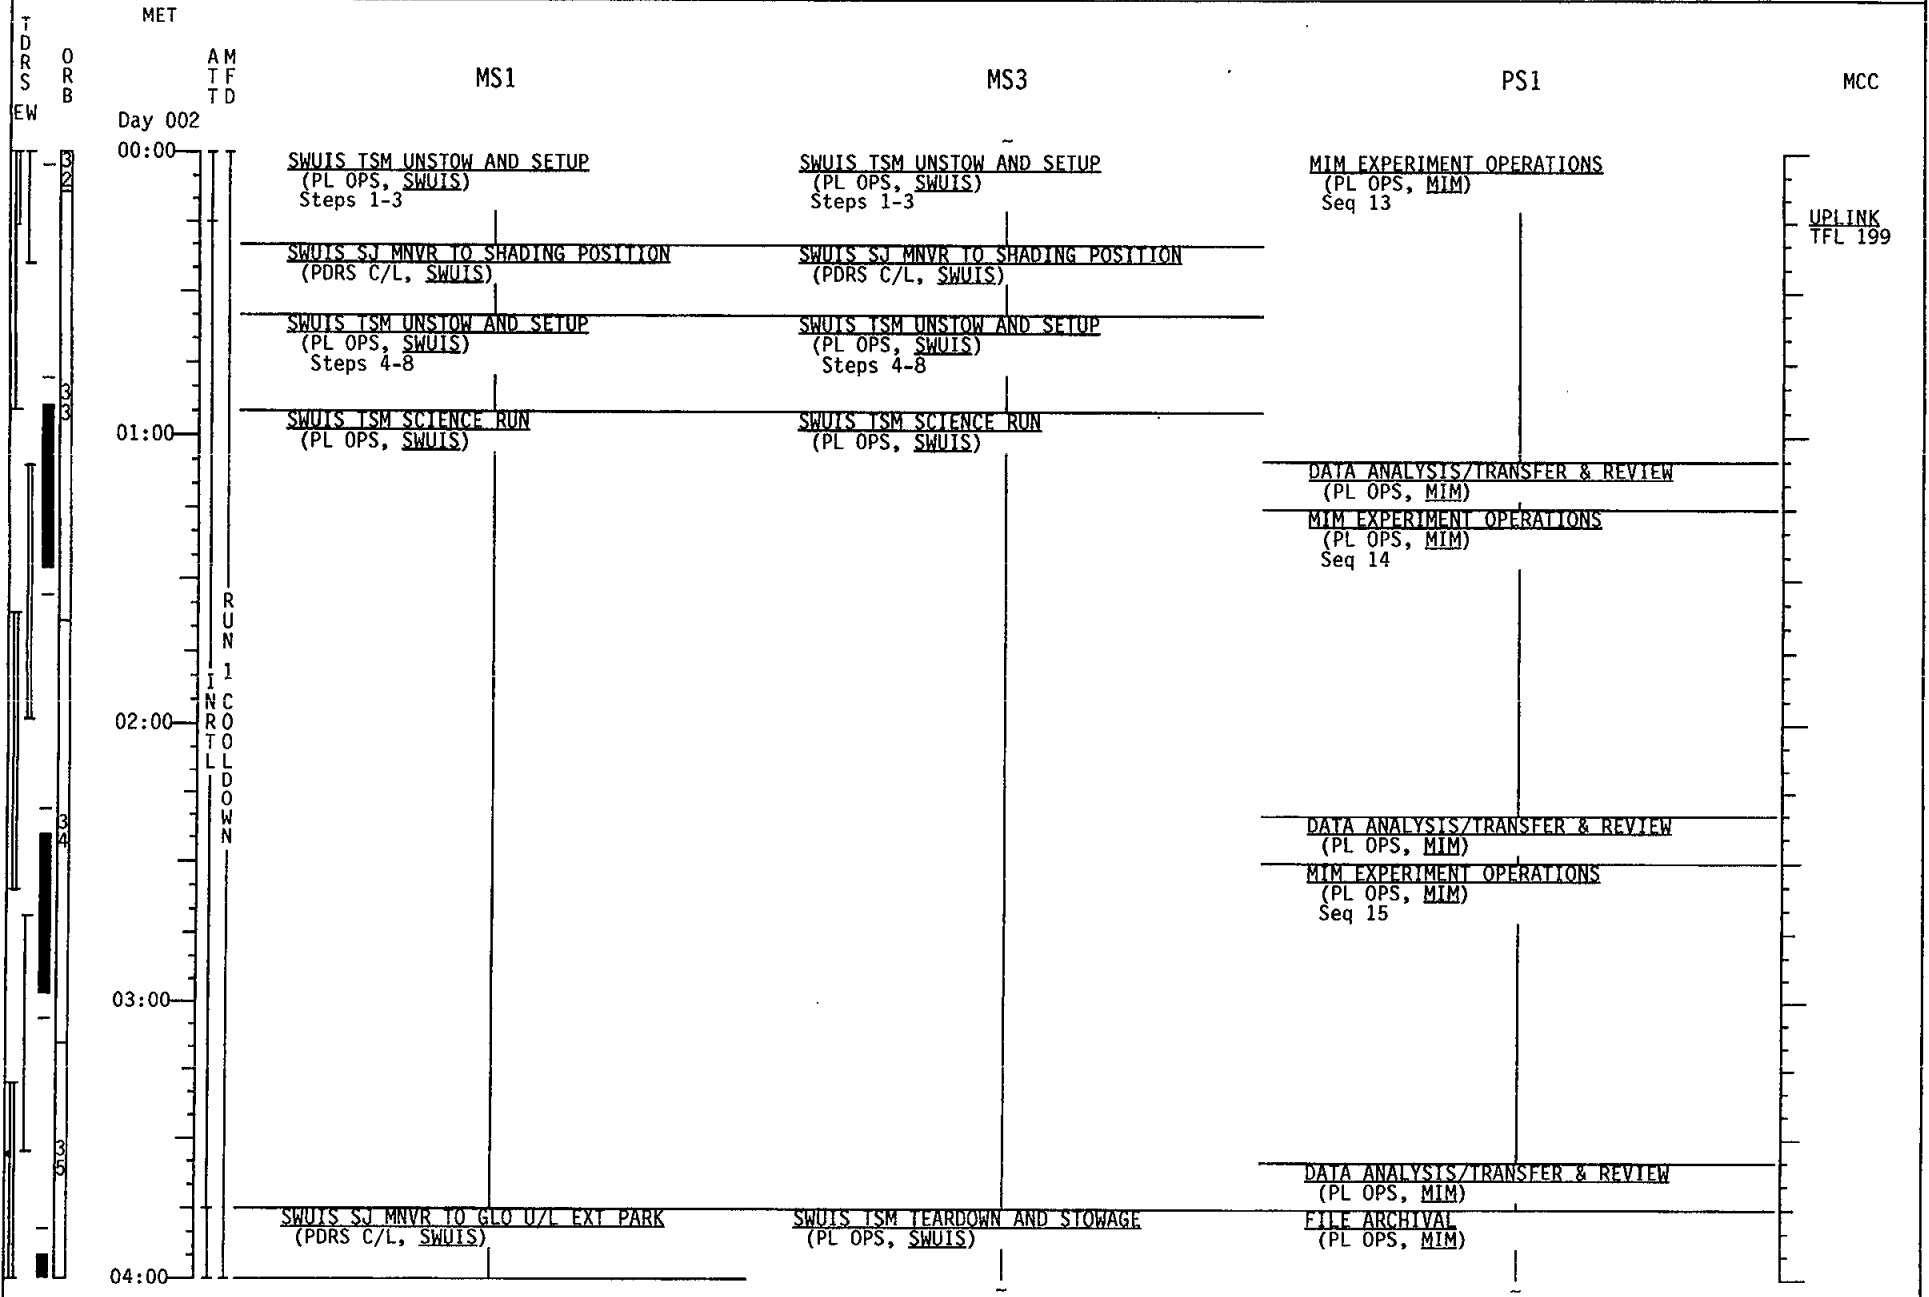 MET
TDRS
ORB
ATT
MFD
MS1
MS3
PS1
MCC
EW
Day 002
00:00
32
SWUIS TSM UNSTOW AND SETUP
(PL OPS, SWUIS)
Steps 1-3
SWUIS TSM UNSTOW AND SETUP
(PL OPS, SWUIS)
Steps 1-3
MIM EXPERIMENT OPERATIONS
(PL OPS, MIM)
Seq 13
UPLINK
TFL 199
SWUIS SJ MNVR TO SHADING POSITION
(PDRS C/L, SWUIS)
SWUIS SJ MNVR TO SHADING POSITION
(PDRS C/L, SWUIS)
SWUIS TSM UNSTOW AND SETUP
(PL OPS, SWUIS)
Steps 4-8
SWUIS TSM UNSTOW AND SETUP
(PL OPS, SWUIS)
Steps 4-8
33
01:00
SWUIS TSM SCIENCE RUN
(PL OPS, SWUIS)
SWUIS TSM SCIENCE RUN
(PL OPS, SWUIS)
DATA ANALYSIS/TRANSFER & REVIEW
(PL OPS, MIM)
MIM EXPERIMENT OPERATIONS
(PL OPS, MIM)
Seq 14
RUN 1 COOLDOWN
INRTL
02:00
34
DATA ANALYSIS/TRANSFER & REVIEW
(PL OPS, MIM)
MIM EXPERIMENT OPERATIONS
(PL OPS, MIM)
Seq 15
03:00
35
DATA ANALYSIS/TRANSFER & REVIEW
(PL OPS, MIM)
SWUIS SJ MNVR TO GLO U/L EXT PARK
(PDRS C/L, SWUIS)
SWUIS TSM TEARDOWN AND STOWAGE
(PL OPS, SWUIS)
FILE ARCHIVAL
(PL OPS, MIM)
04:00